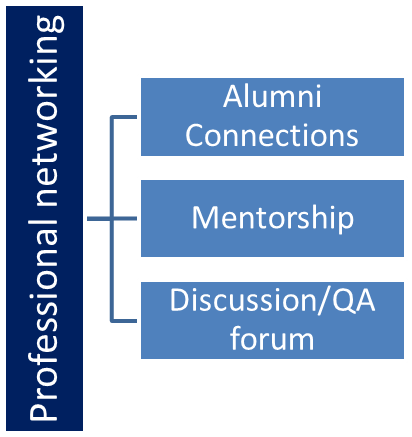 Professional networking
Alumni
Connections
Mentorship
Discussion/QA
forum